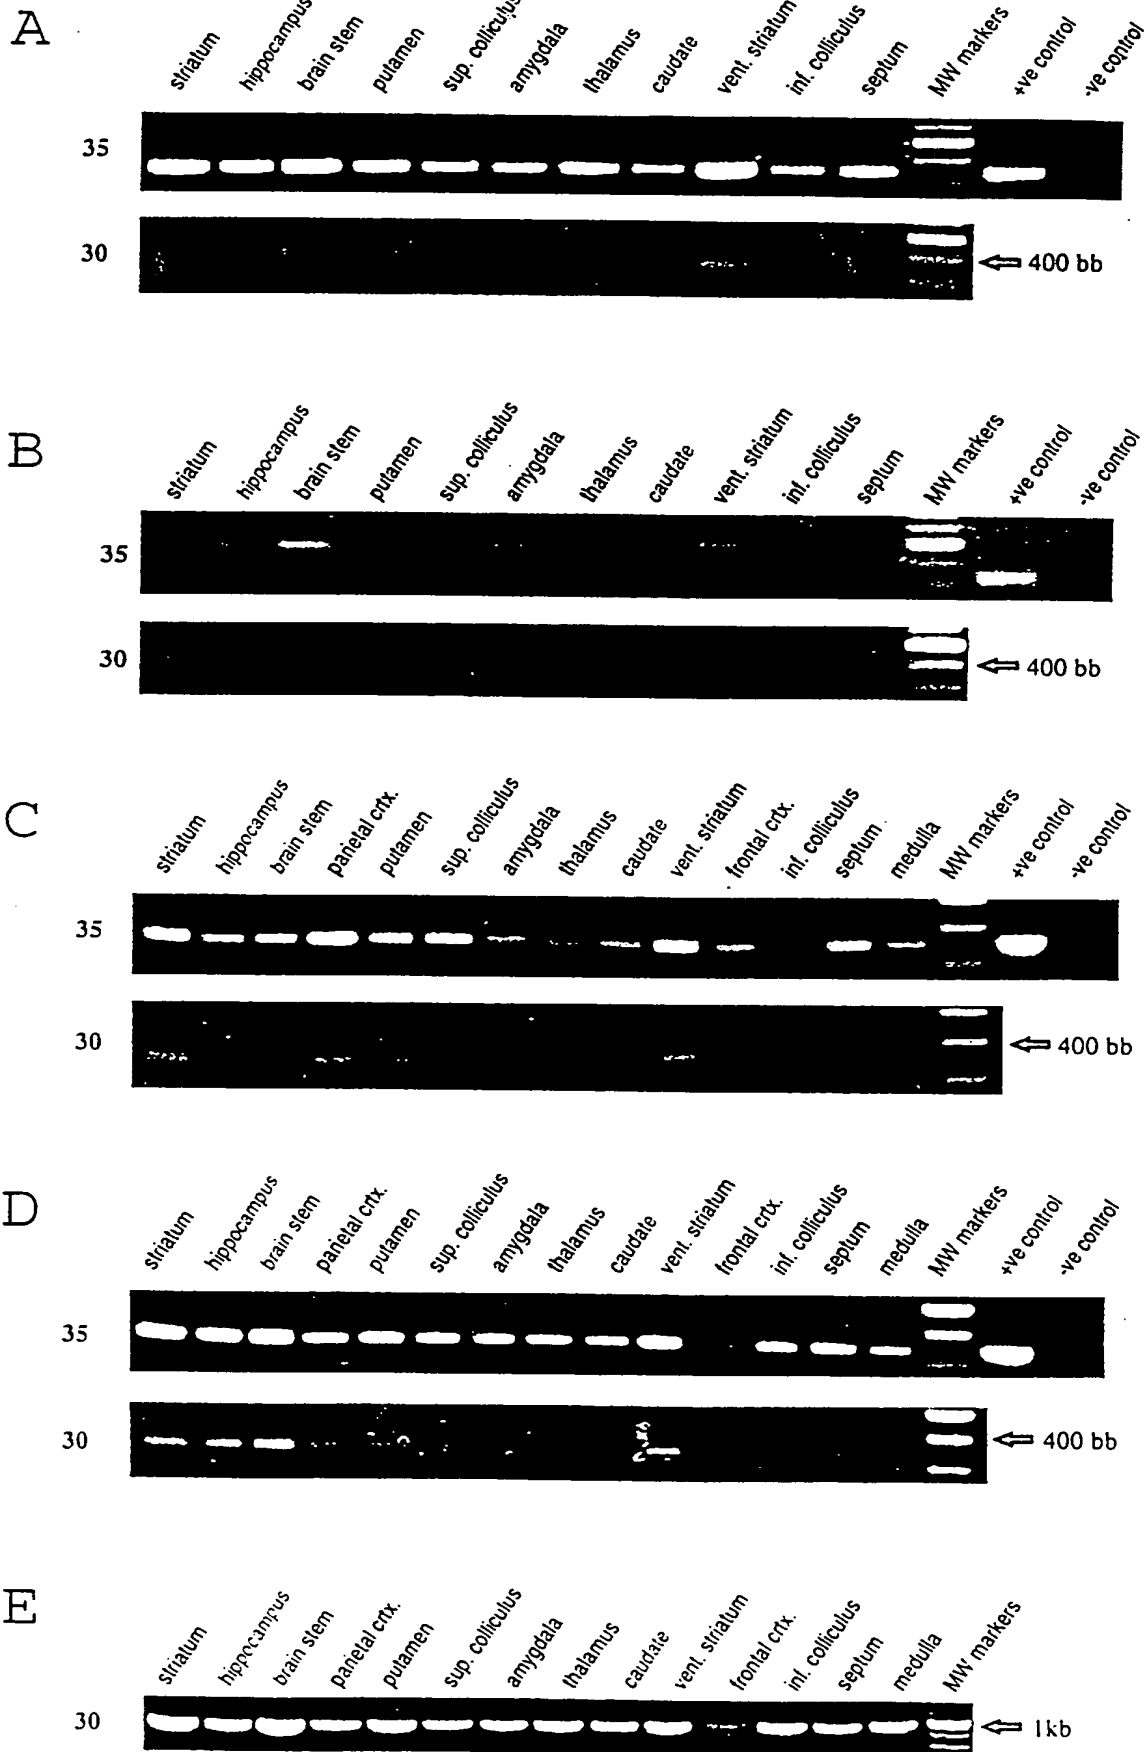 A
striatum hippocampus brain stem putamen sup. colliculus amygdala thalamus caudate vent. striatum inf. colliculus septum MW markers +ve control -ve control
35
30 400 bb
B
striatum hippocampus brain stem putamen sup. colliculus amygdala thalamus caudate vent. striatum inf. colliculus septum MW markers +ve control -ve control
35
30 400 bb
C
striatum hippocampus brain stem parietal crtx. putamen sup. colliculus amygdala thalamus caudate vent. striatum frontal crtx. inf. colliculus septum medulla MW markers +ve control -ve control
35
30 400 bb
D
striatum hippocampus brain stem parietal crtx. putamen sup. colliculus amygdala thalamus caudate vent. striatum frontal crtx. inf. colliculus septum medulla MW markers +ve control -ve control
35
30 400 bb
E
striatum hippocampus brain stem parietal crtx. putamen sup. colliculus amygdala thalamus caudate vent. striatum frontal crtx. inf. colliculus septum medulla MW markers
30 1kb